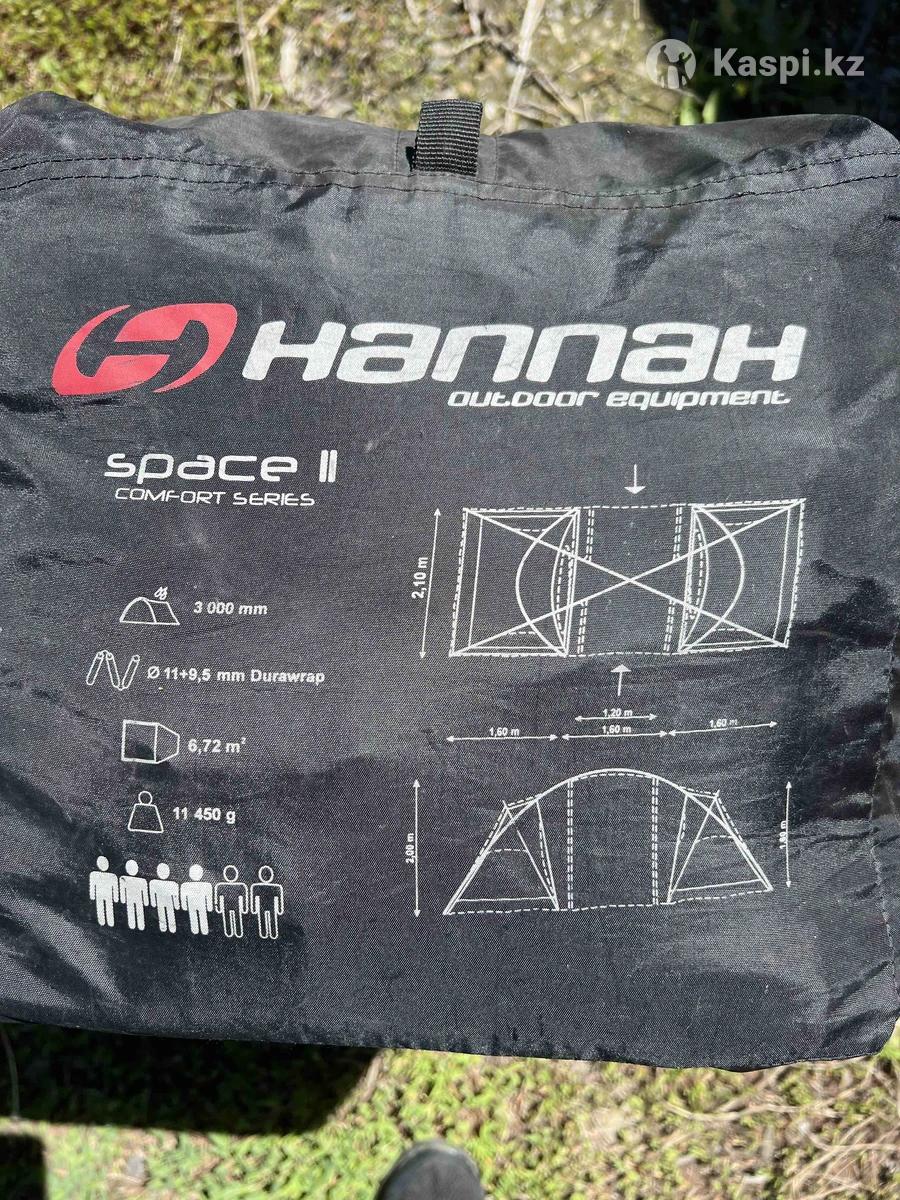 Kaspi.kz
Hannah
outdoor equipment
space II
COMFORT SERIES
3 000 mm
Ø 11+9,5 mm Durawrap
6,72 m²
11 450 g
2,10 m
1,20 m
1,60 m
1,60 m
1,60 m
2,00 m